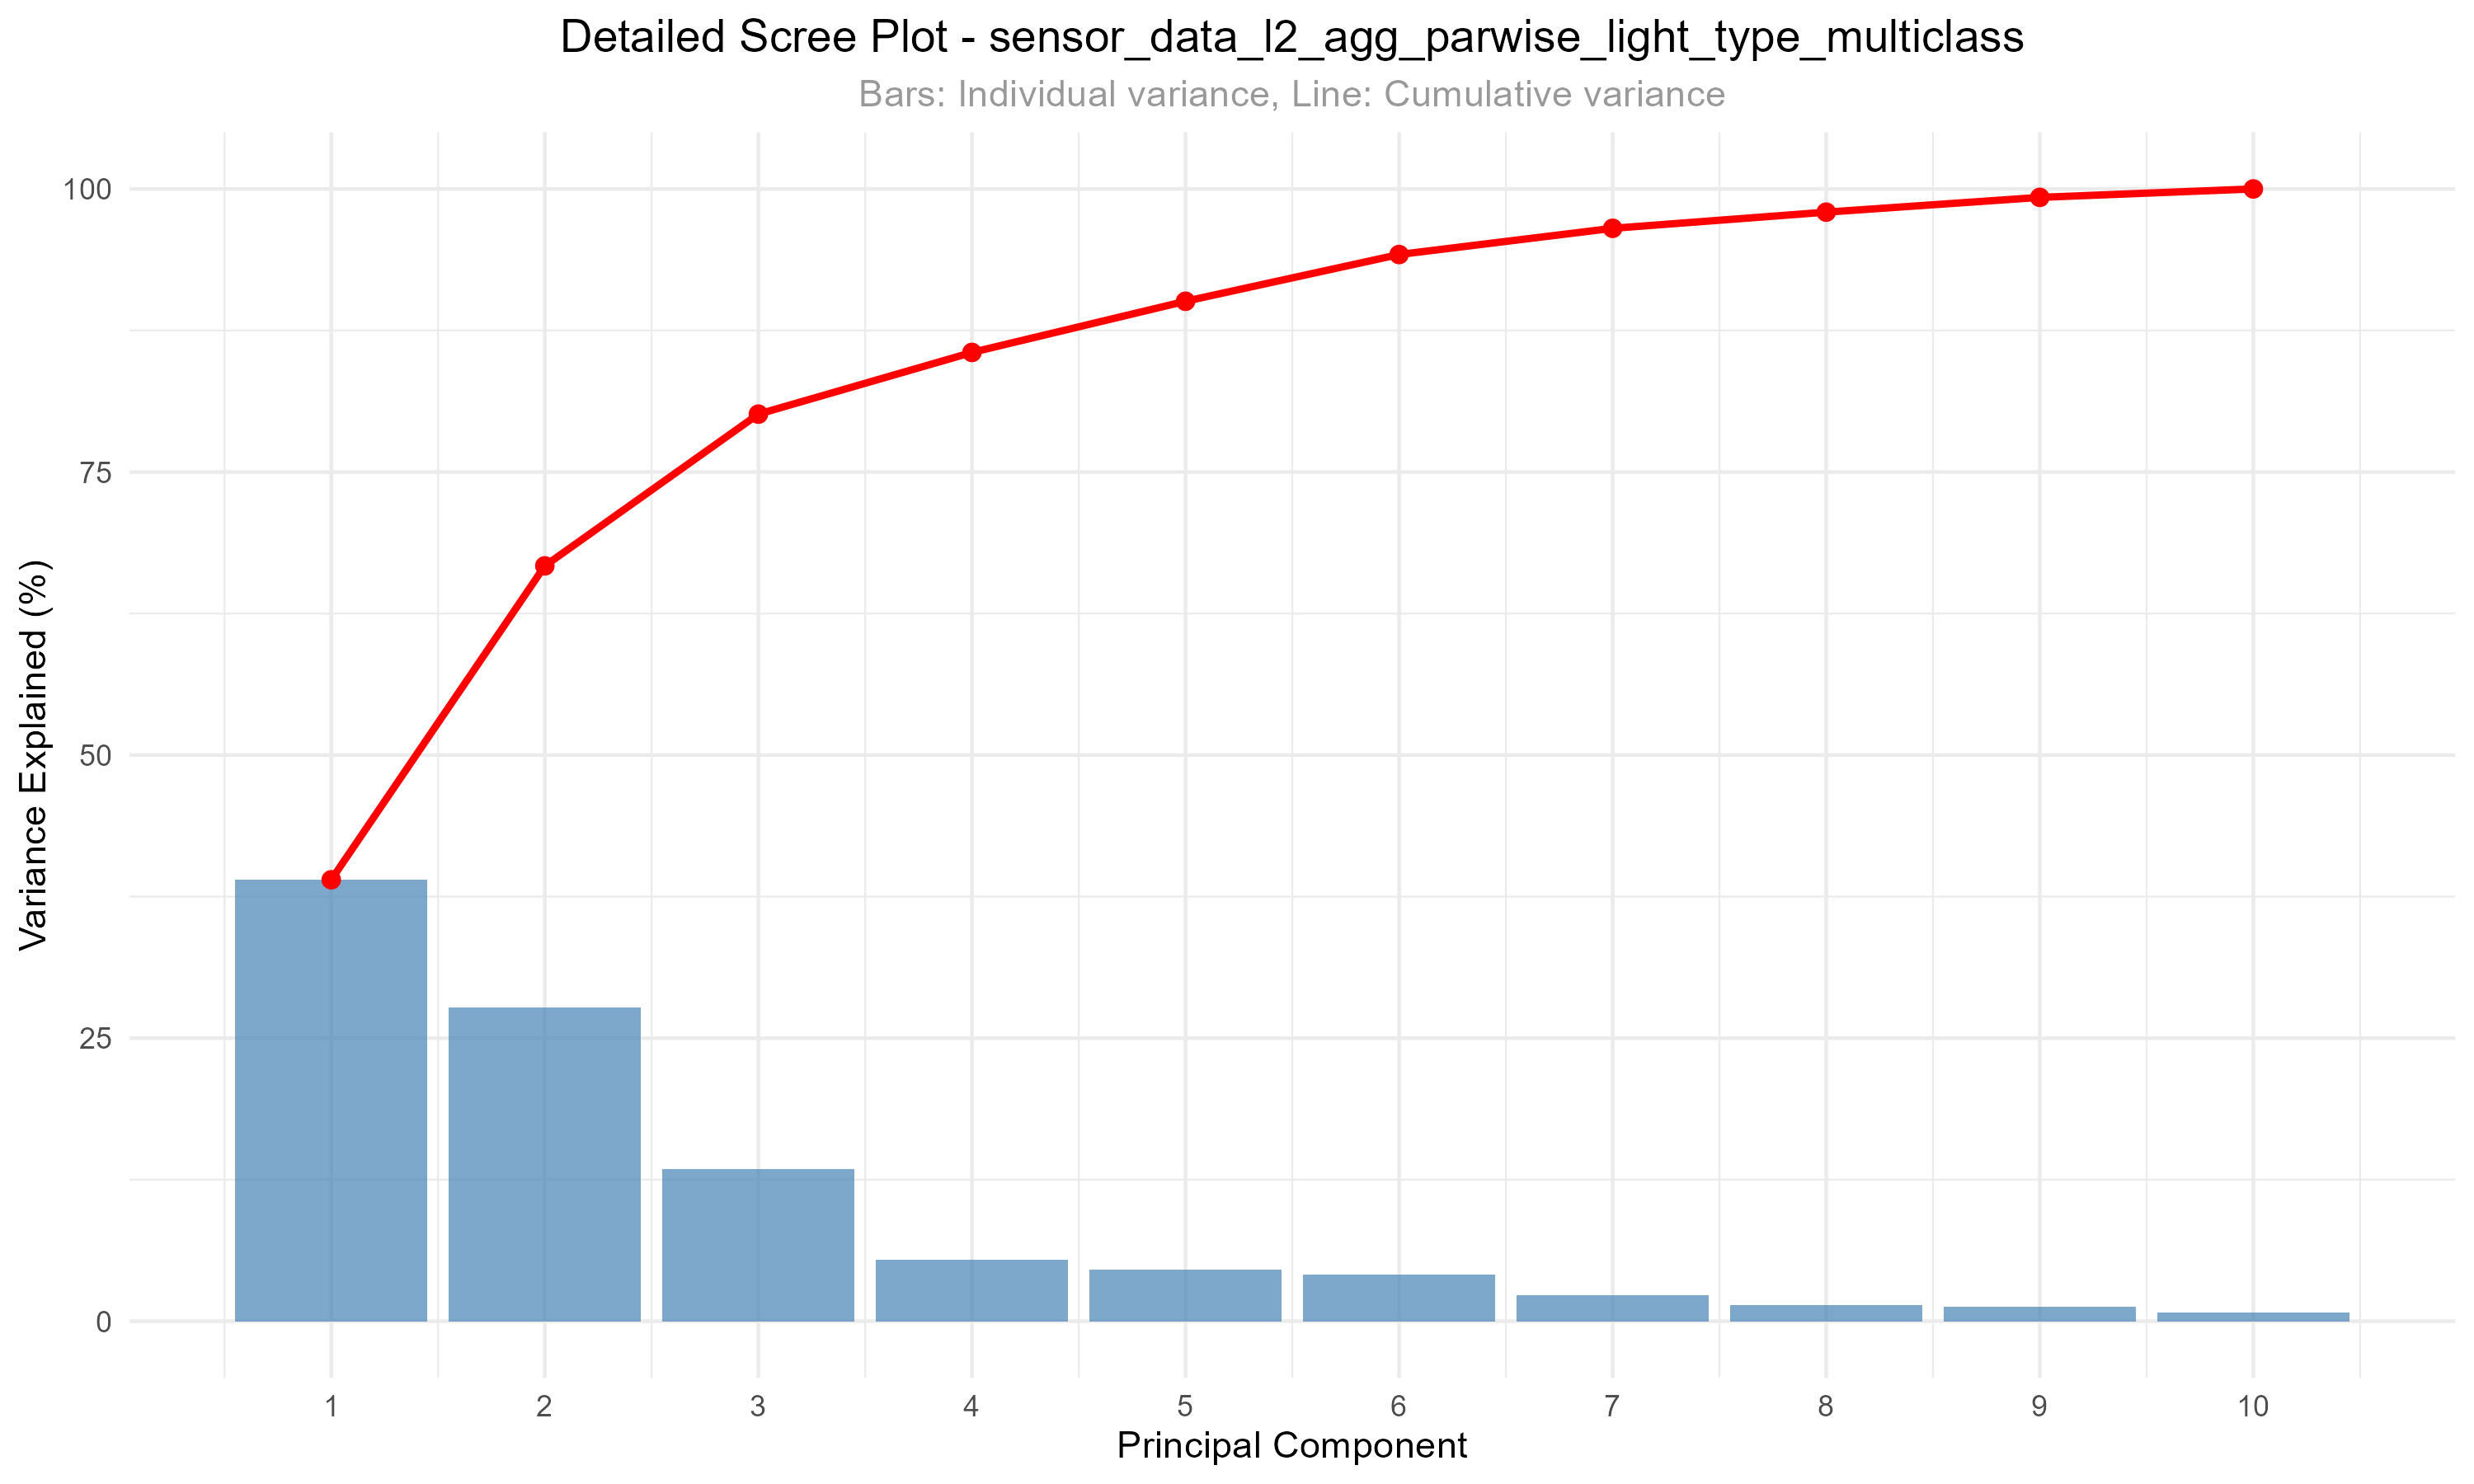 Detailed Scree Plot - sensor_data_l2_agg_parwise_light_type_multiclass
Bars: Individual variance, Line: Cumulative variance
Variance Explained (%)
100
75
50
25
0
1 2 3 4 5 6 7 8 9 10
Principal Component